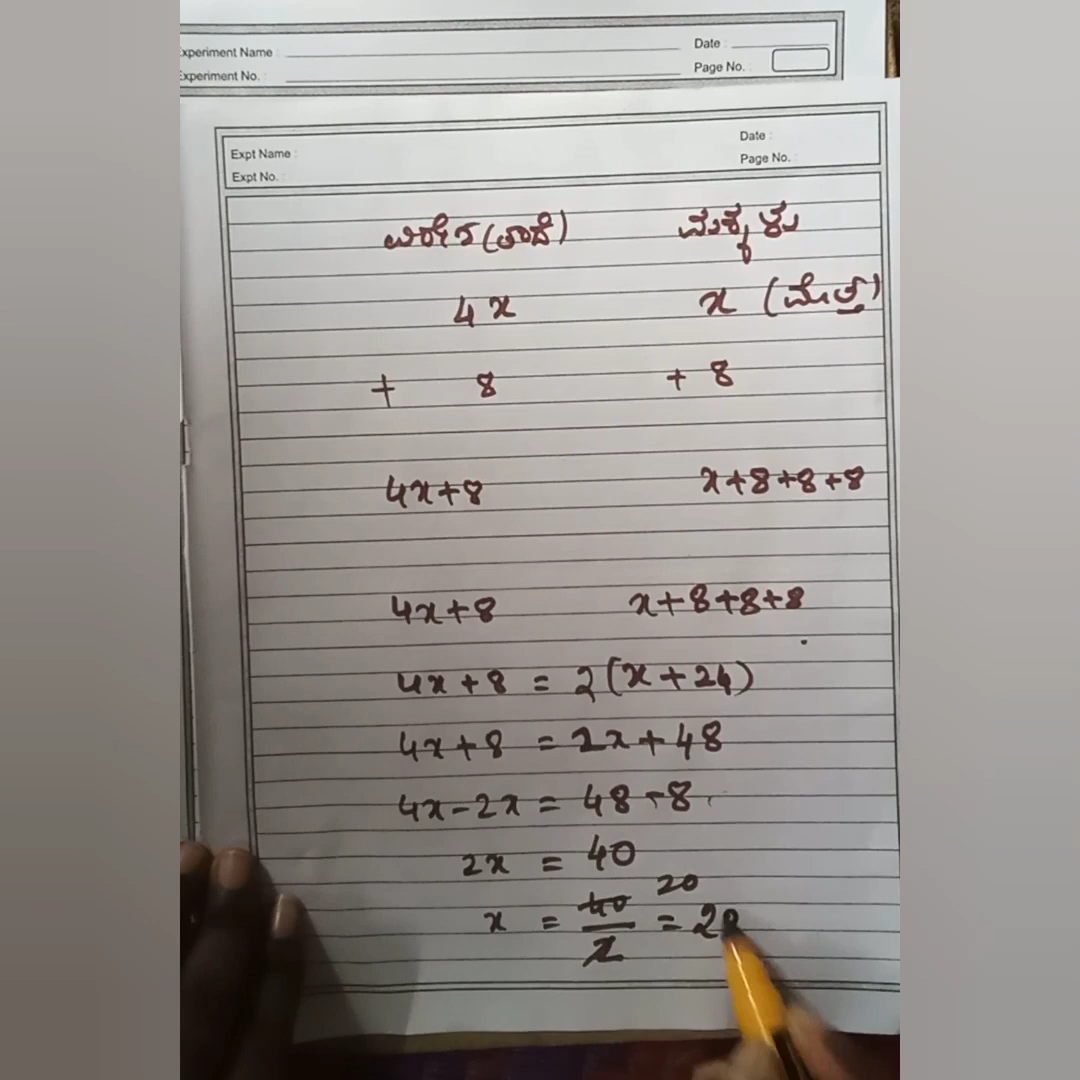 Experiment Name Date :
Experiment No. : Page No.
Expt Name : Date :
Expt No. : Page No.
(ತಂದೆ) ಮಕ್ಕಳು
4x x (ಮೊತ್ತ)
+ 8 + 8
4x+8 x+8+8+8
4x+8 x+8+8+8
4x+8 = 2(x+24)
4x+8 = 2x+48
4x-2x = 48-8
2x = 40
x = 40/2 20 = 20